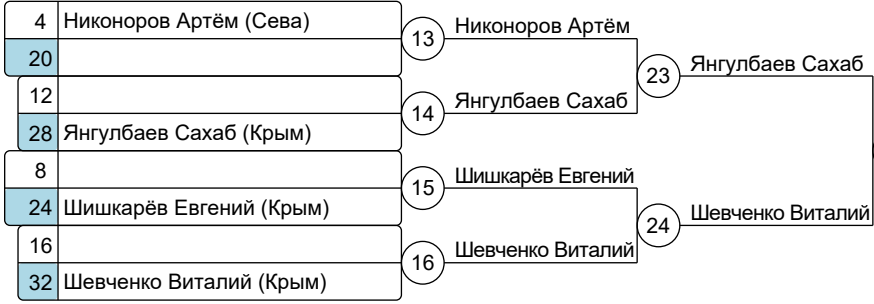 4 Никоноров Артём (Сева)
20
12
28 Янгулбаев Сахаб (Крым)
8
24 Шишкарёв Евгений (Крым)
16
32 Шевченко Виталий (Крым)
13 Никоноров Артём
14 Янгулбаев Сахаб
15 Шишкарёв Евгений
16 Шевченко Виталий
23 Янгулбаев Сахаб
24 Шевченко Виталий